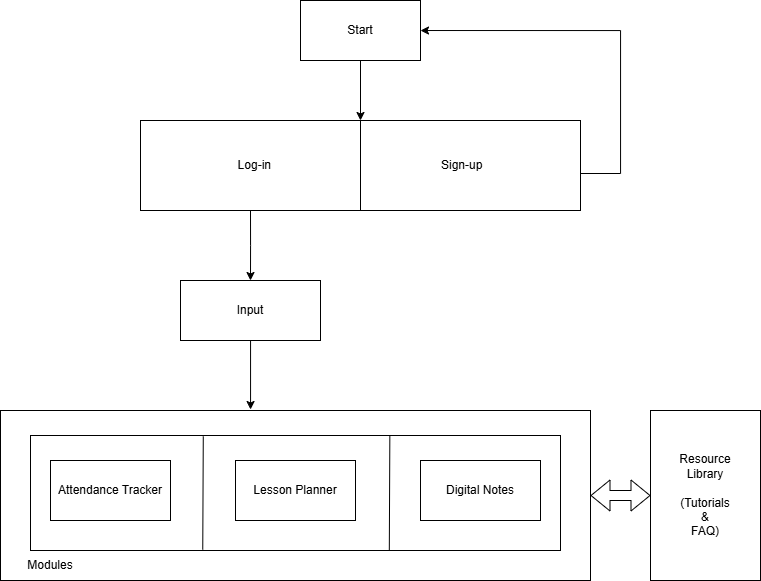 Start
Log-in
Sign-up
Input
Attendance Tracker
Lesson Planner
Digital Notes
Modules
Resource
Library
(Tutorials
&
FAQ)